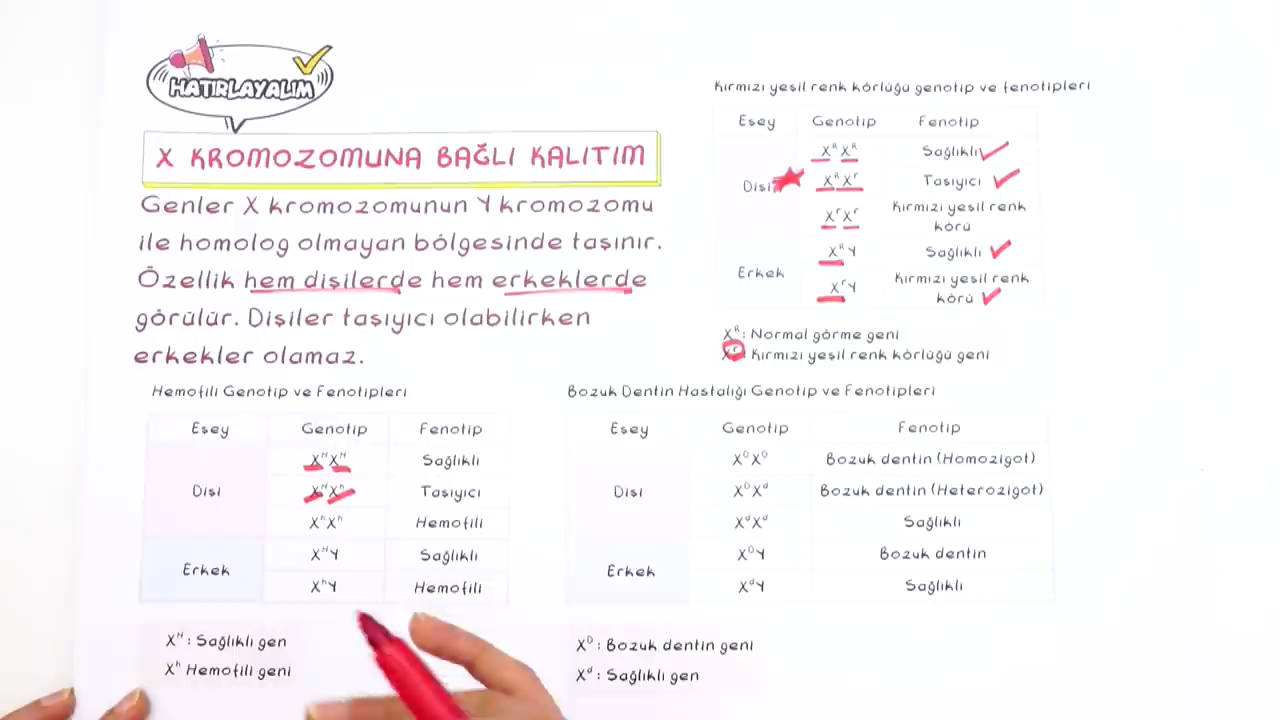 HATIRLAYALIM
X KROMOZOMUNA BAĞLI KALITIM
Genler X kromozomunun Y kromozomu
ile homolog olmayan bölgesinde taşınır.
Özellik hem dişilerde hem erkeklerde
görülür. Dişiler taşıyıcı olabilirken
erkekler olamaz.
Kırmızı yeşil renk körlüğü genotip ve fenotipleri
Eşey Genotip Fenotip
XᴿXᴿ Sağlıklı
Dişi XᴿXʳ Taşıyıcı
XʳXʳ Kırmızı yeşil renk
körü
XᴿY Sağlıklı
Erkek
XʳY Kırmızı yeşil renk
körü
Xᴿ: Normal görme geni
Xʳ: Kırmızı yeşil renk körlüğü geni
Hemofili Genotip ve Fenotipleri
Eşey Genotip Fenotip
XᴴXᴴ Sağlıklı
Dişi XᴴXʰ Taşıyıcı
XʰXʰ Hemofili
XᴴY Sağlıklı
Erkek
XʰY Hemofili
Xᴴ: Sağlıklı gen
Xʰ Hemofili geni
Bozuk Dentin Hastalığı Genotip ve Fenotipleri
Eşey Genotip Fenotip
XᴰXᴰ Bozuk dentin (Homozigot)
Dişi XᴰXᵈ Bozuk dentin (Heterozigot)
XᵈXᵈ Sağlıklı
XᴰY Bozuk dentin
Erkek
XᵈY Sağlıklı
Xᴰ: Bozuk dentin geni
Xᵈ: Sağlıklı gen